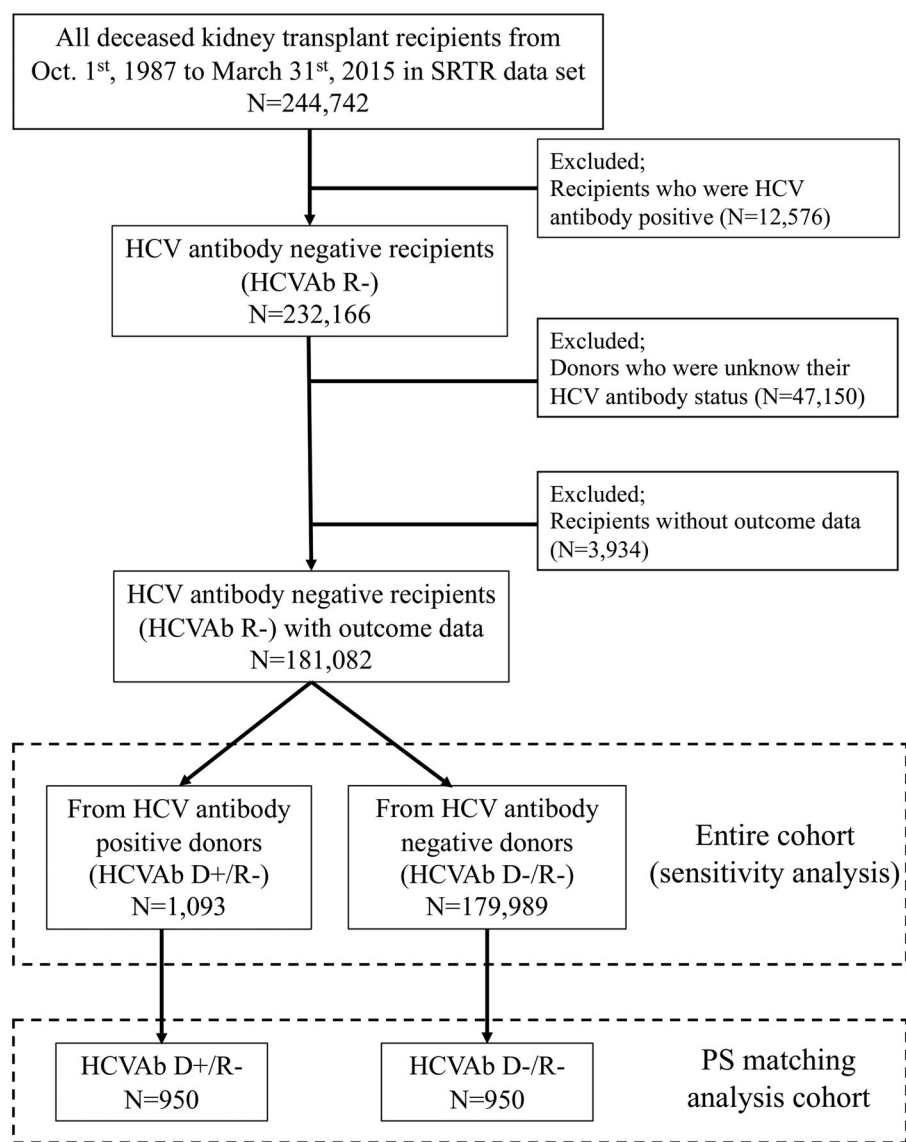 All deceased kidney transplant recipients from
Oct. 1st, 1987 to March 31st, 2015 in SRTR data set
N=244,742
Excluded;
Recipients who were HCV
antibody positive (N=12,576)
HCV antibody negative recipients
(HCVAb R-)
N=232,166
Excluded;
Donors who were unknow their
HCV antibody status (N=47,150)
Excluded;
Recipients without outcome data
(N=3,934)
HCV antibody negative recipients
(HCVAb R-) with outcome data
N=181,082
From HCV antibody
positive donors
(HCVAb D+/R-)
N=1,093
From HCV antibody
negative donors
(HCVAb D-/R-)
N=179,989
Entire cohort
(sensitivity analysis)
HCVAb D+/R-
N=950
HCVAb D-/R-
N=950
PS matching
analysis cohort